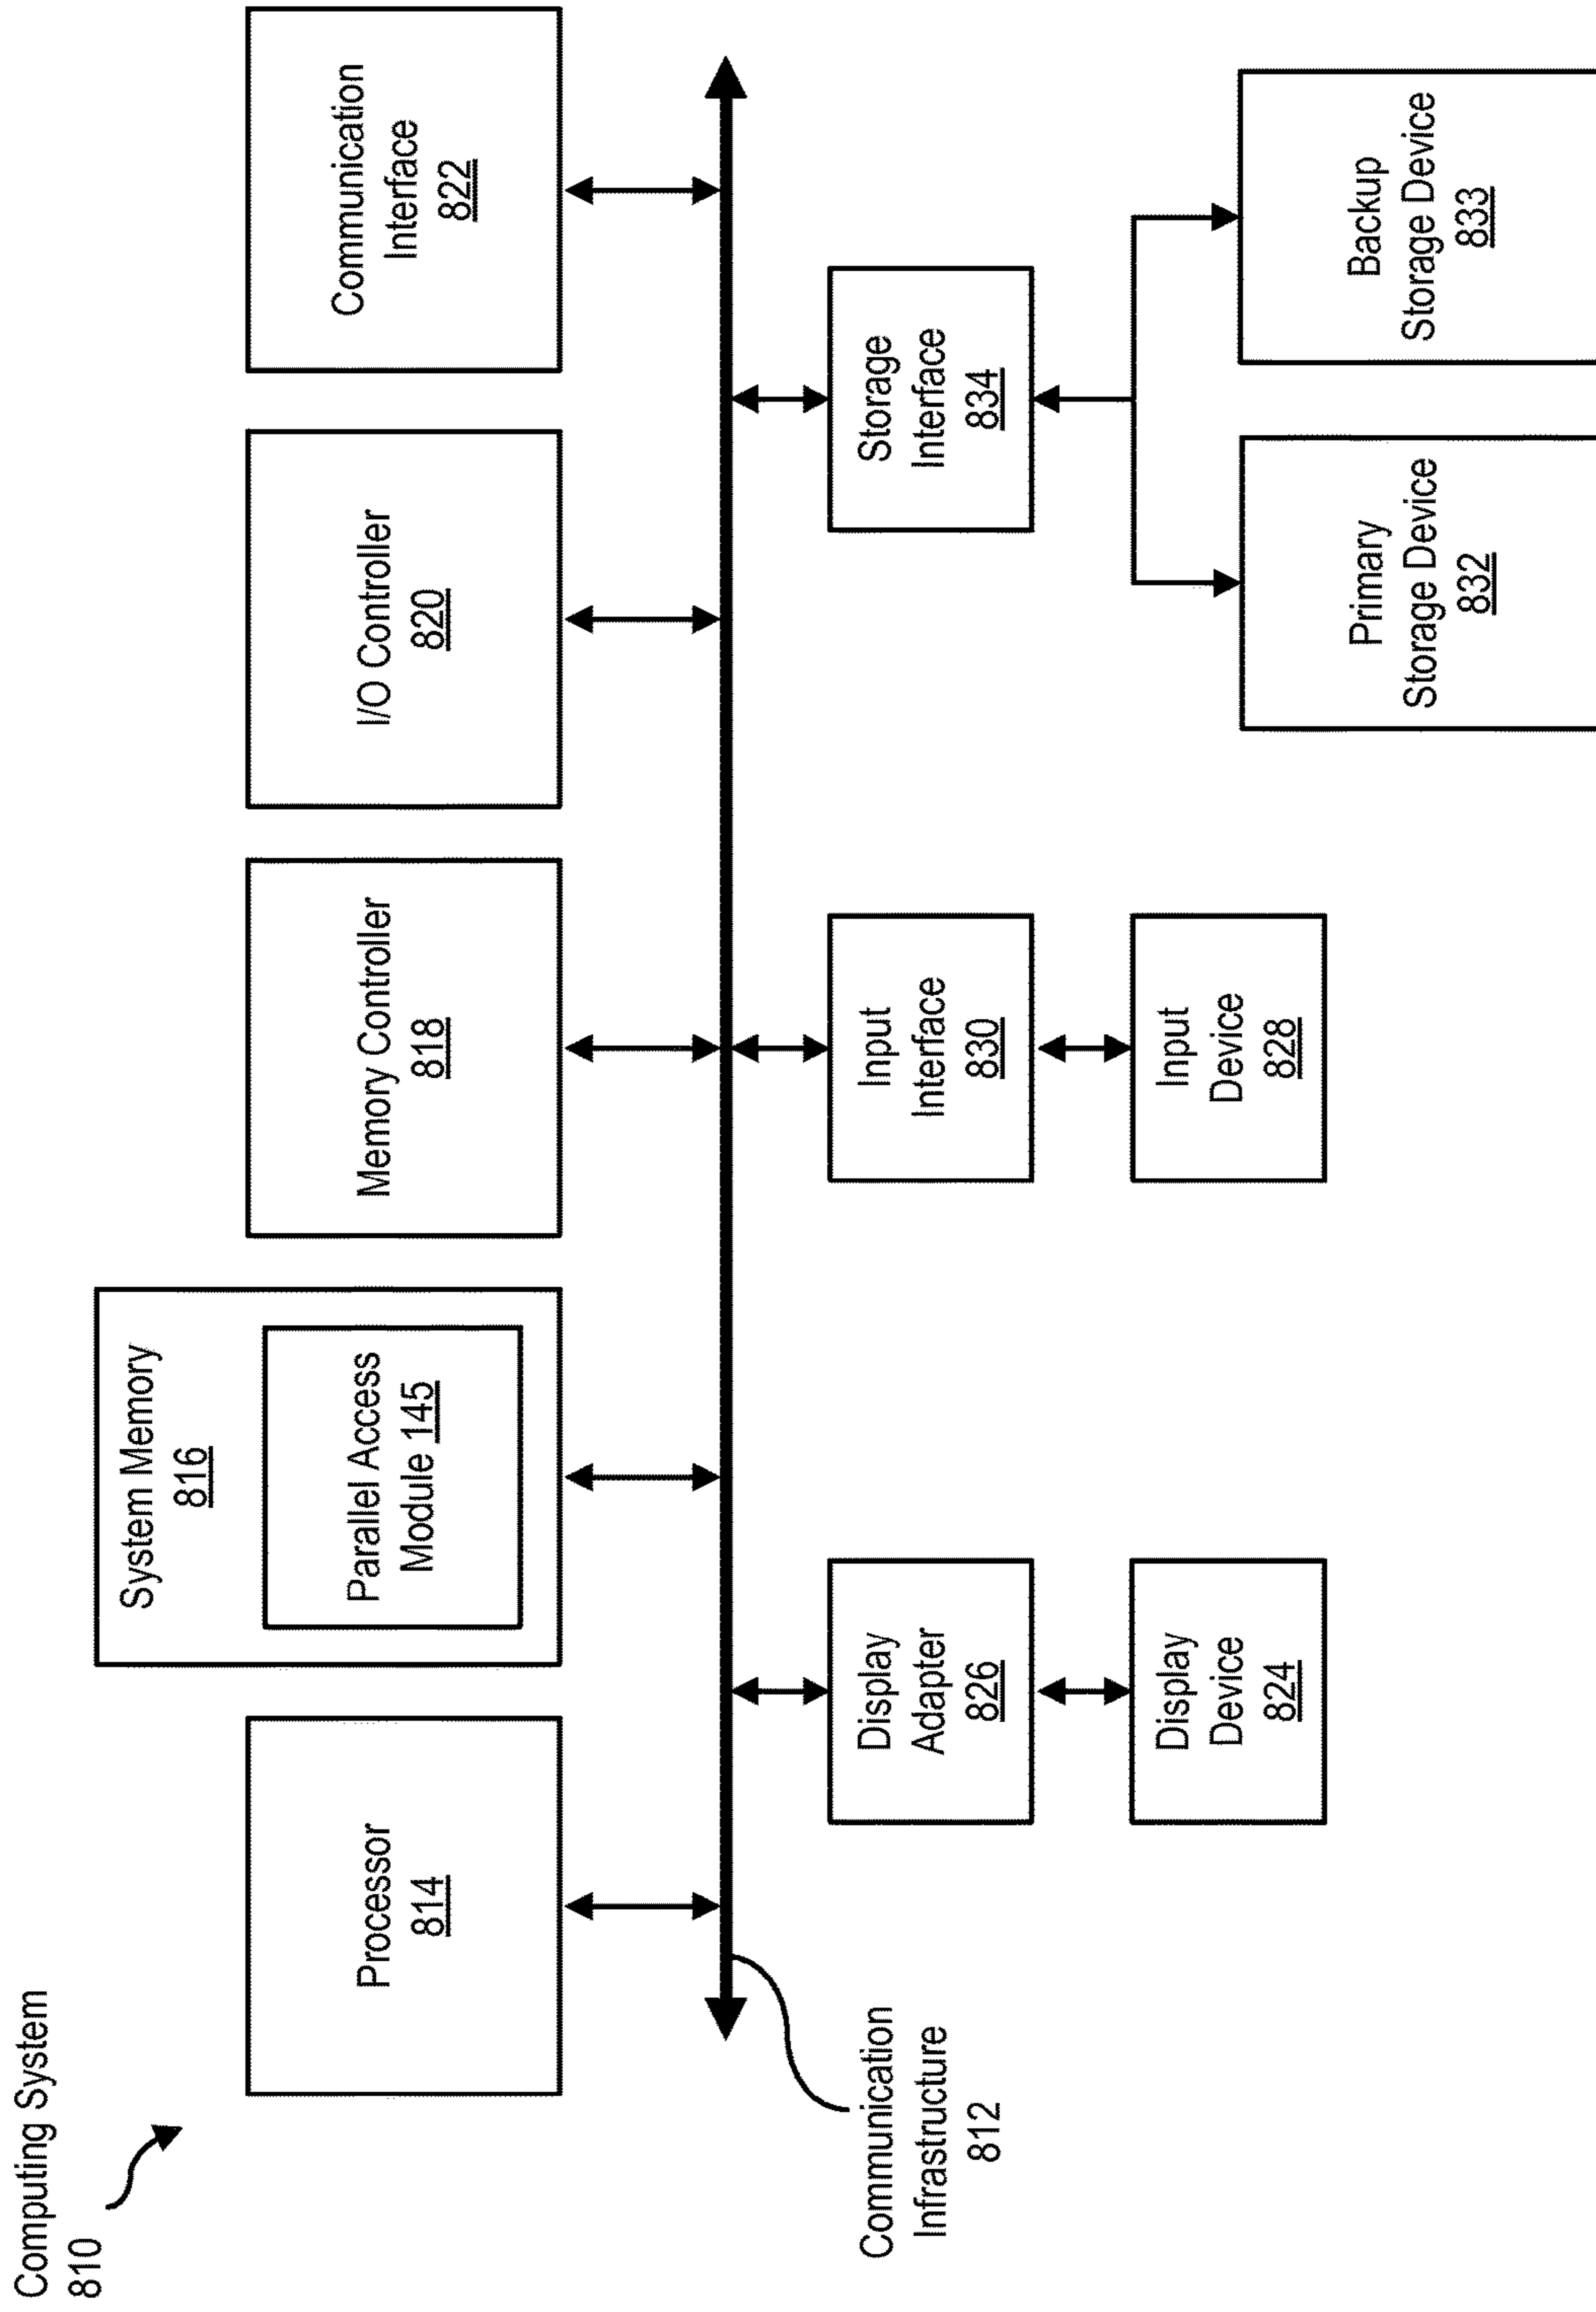 Computing System
810
Processor
814
System Memory
816
Parallel Access
Module 145
Memory Controller
818
I/O Controller
820
Communication
Interface
822
Communication
Infrastructure
812
Display
Adapter
826
Input
Interface
830
Storage
Interface
834
Display
Device
824
Input
Device
828
Primary
Storage Device
832
Backup
Storage Device
833